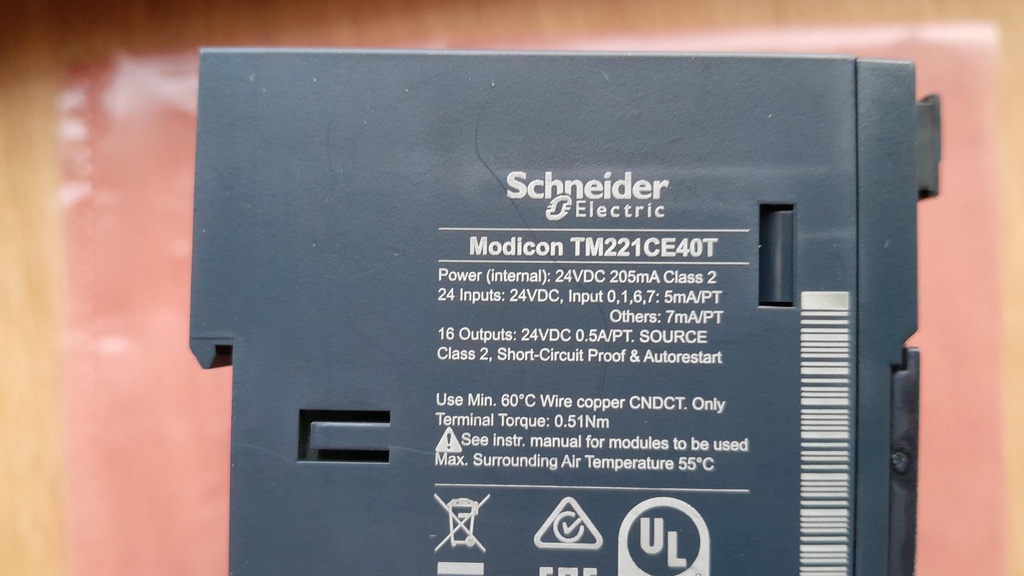 Schneider
Electric
Modicon TM221CE40T
Power (internal): 24VDC 205mA Class 2
24 Inputs: 24VDC, Input 0,1,6,7: 5mA/PT
Others: 7mA/PT
16 Outputs: 24VDC 0.5A/PT. SOURCE
Class 2, Short-Circuit Proof & Autorestart
Use Min. 60°C Wire copper CNDCT. Only
Terminal Torque: 0.51Nm
See instr. manual for modules to be used
Max. Surrounding Air Temperature 55°C
UL